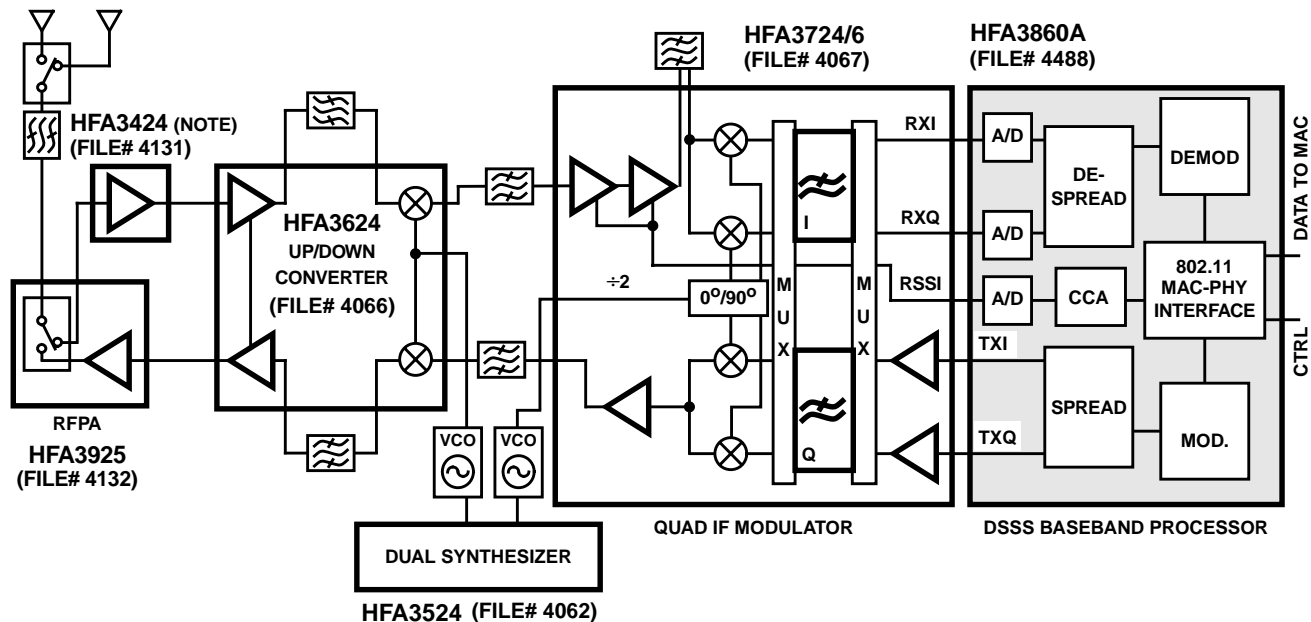 HFA3424 (NOTE)
(FILE# 4131)
HFA3624
UP/DOWN
CONVERTER
(FILE# 4066)
RFPA
HFA3925
(FILE# 4132)
VCO
VCO
DUAL SYNTHESIZER
HFA3524 (FILE# 4062)
HFA3724/6
(FILE# 4067)
÷2
0°/90°
I
Q
M
U
X
M
U
X
RXI
RXQ
RSSI
TXI
TXQ
QUAD IF MODULATOR
HFA3860A
(FILE# 4488)
A/D
A/D
A/D
DE-
SPREAD
DEMOD
CCA
802.11
MAC-PHY
INTERFACE
SPREAD
MOD.
DSSS BASEBAND PROCESSOR
DATA TO MAC
CTRL